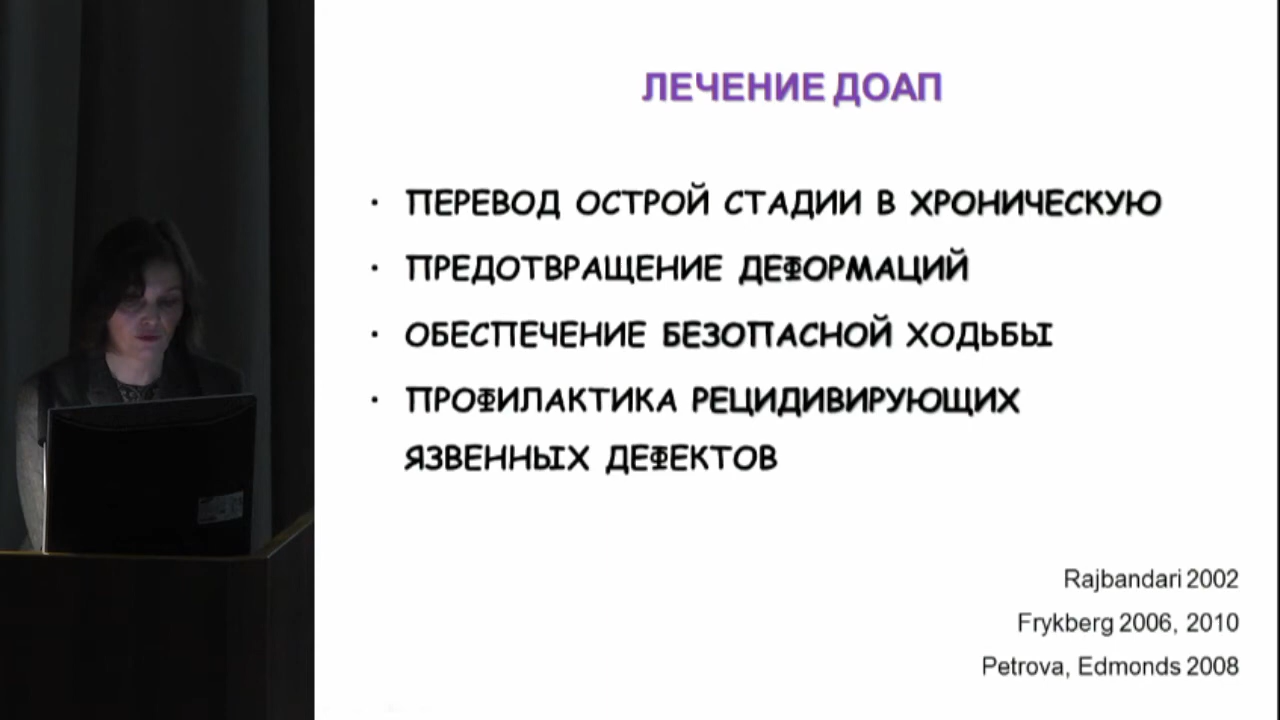 ЛЕЧЕНИЕ ДОАП
• ПЕРЕВОД ОСТРОЙ СТАДИИ В ХРОНИЧЕСКУЮ
• ПРЕДОТВРАЩЕНИЕ ДЕФОРМАЦИЙ
• ОБЕСПЕЧЕНИЕ БЕЗОПАСНОЙ ХОДЬБЫ
• ПРОФИЛАКТИКА РЕЦИДИВИРУЮЩИХ
ЯЗВЕННЫХ ДЕФЕКТОВ
Rajbandari 2002
Frykberg 2006, 2010
Petrova, Edmonds 2008